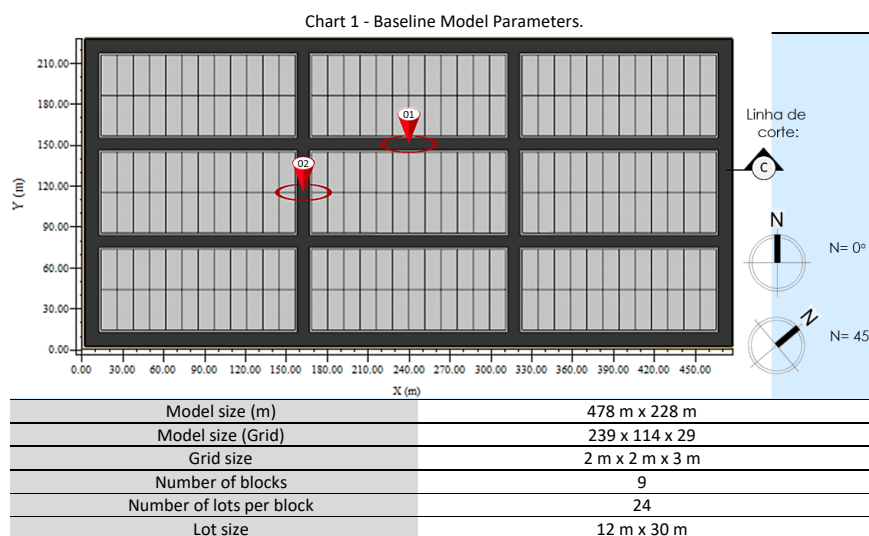 Chart 1 - Baseline Model Parameters.
210.00
180.00
150.00
120.00
90.00
60.00
30.00
0.00
Y (m)
01
02
0.00 30.00 60.00 90.00 120.00 150.00 180.00 210.00 240.00 270.00 300.00 330.00 360.00 390.00 420.00 450.00
X (m)
Linha de
corte:
C
N
N= 0º
N
N= 45
Model size (m) 478 m x 228 m
Model size (Grid) 239 x 114 x 29
Grid size 2 m x 2 m x 3 m
Number of blocks 9
Number of lots per block 24
Lot size 12 m x 30 m